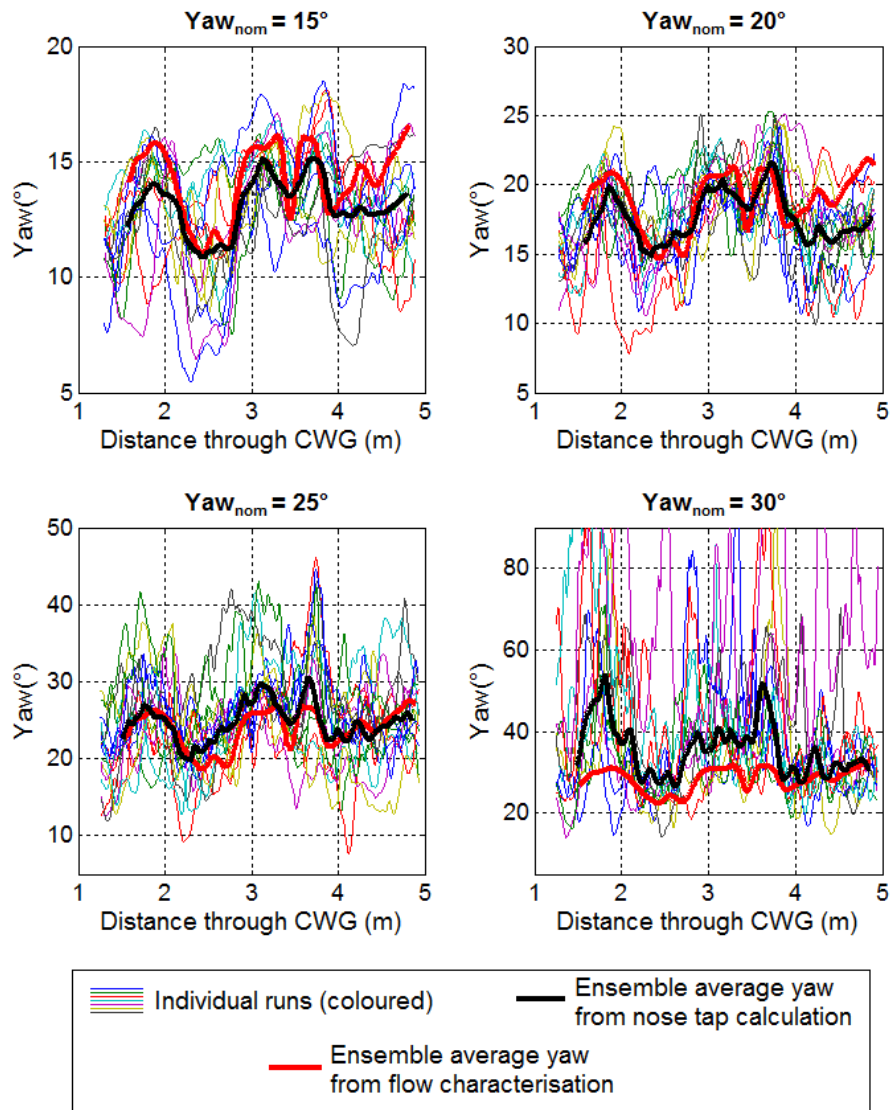 Yaw_nom = 15°
Yaw_nom = 20°
20
15
10
5
Yaw(°)
1 2 3 4 5
Distance through CWG (m)
30
25
20
15
10
5
Yaw(°)
1 2 3 4 5
Distance through CWG (m)
Yaw_nom = 25°
Yaw_nom = 30°
50
40
30
20
10
Yaw(°)
1 2 3 4 5
Distance through CWG (m)
80
60
40
20
Yaw(°)
1 2 3 4 5
Distance through CWG (m)
Individual runs (coloured)
Ensemble average yaw
from nose tap calculation
Ensemble average yaw
from flow characterisation